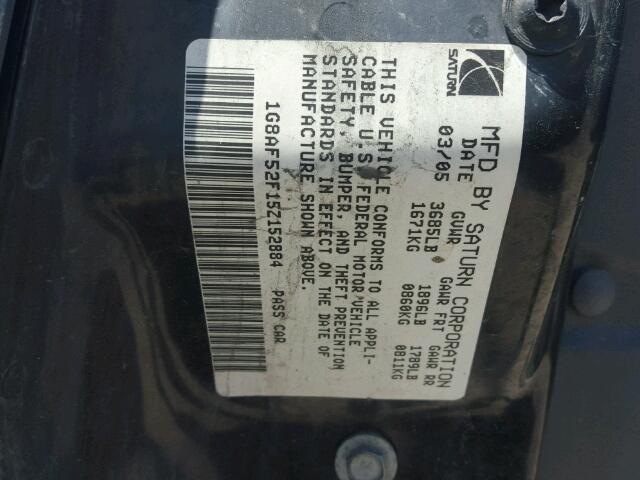 SATURN
MFD BY SATURN CORPORATION
DATE GVWR GAWR FRT GAWR RR
03/05 3685LB 1896LB 1789LB
1671KG 0860KG 0811KG
THIS VEHICLE CONFORMS TO ALL APPLI-
CABLE U.S. FEDERAL MOTOR VEHICLE
SAFETY, BUMPER, AND THEFT PREVENTION
STANDARDS IN EFFECT ON THE DATE OF
MANUFACTURE SHOWN ABOVE.
1G8AF52F15Z152884 PASS CAR